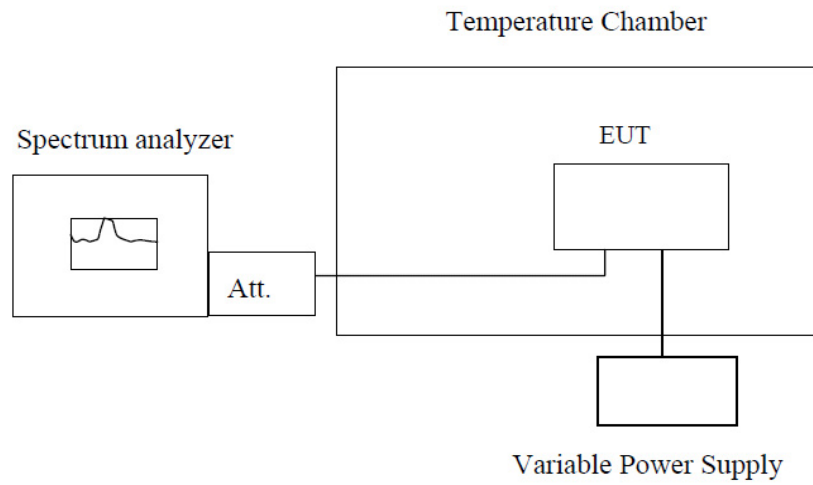 Temperature Chamber
Spectrum analyzer
EUT
Att.
Variable Power Supply